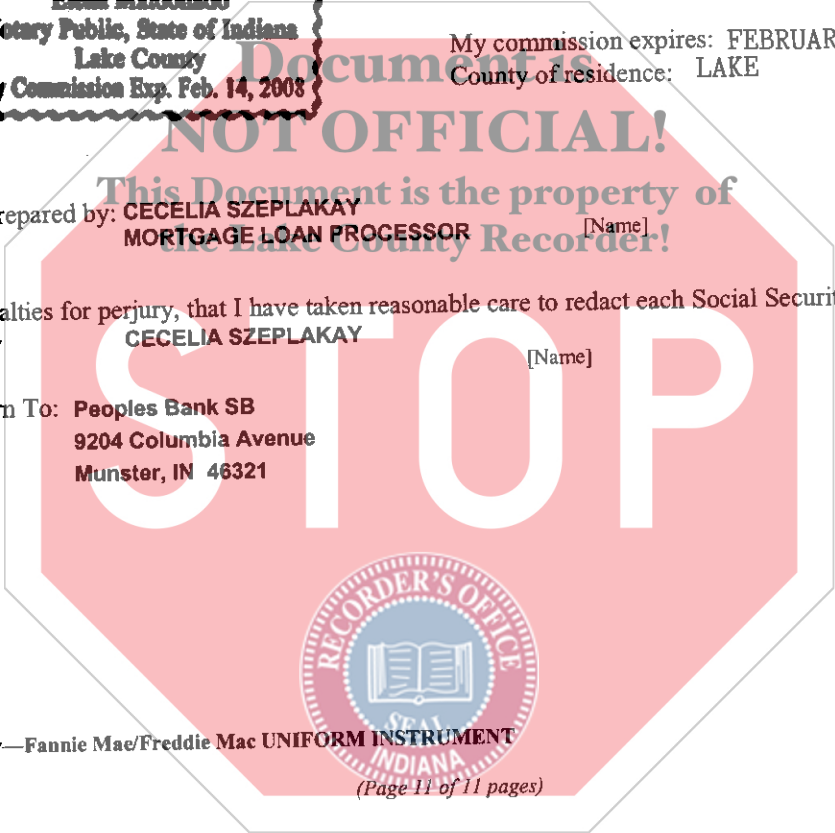 otary Public, State of Indiana
Lake County
Commission Exp. Feb. 14, 2008
My commission expires: FEBRUAR
County of residence: LAKE
Document is
NOT OFFICIAL!
This Document is the property of
the Lake County Recorder!
repared by: CECELIA SZEPLAKAY
MORTGAGE LOAN PROCESSOR [Name]
alties for perjury, that I have taken reasonable care to redact each Social Securit
CECELIA SZEPLAKAY
[Name]
STOP
n To: Peoples Bank SB
9204 Columbia Avenue
Munster, IN 46321
RECORDER'S OFFICE
SEAL
INDIANA
—Fannie Mae/Freddie Mac UNIFORM INSTRUMENT
(Page 11 of 11 pages)